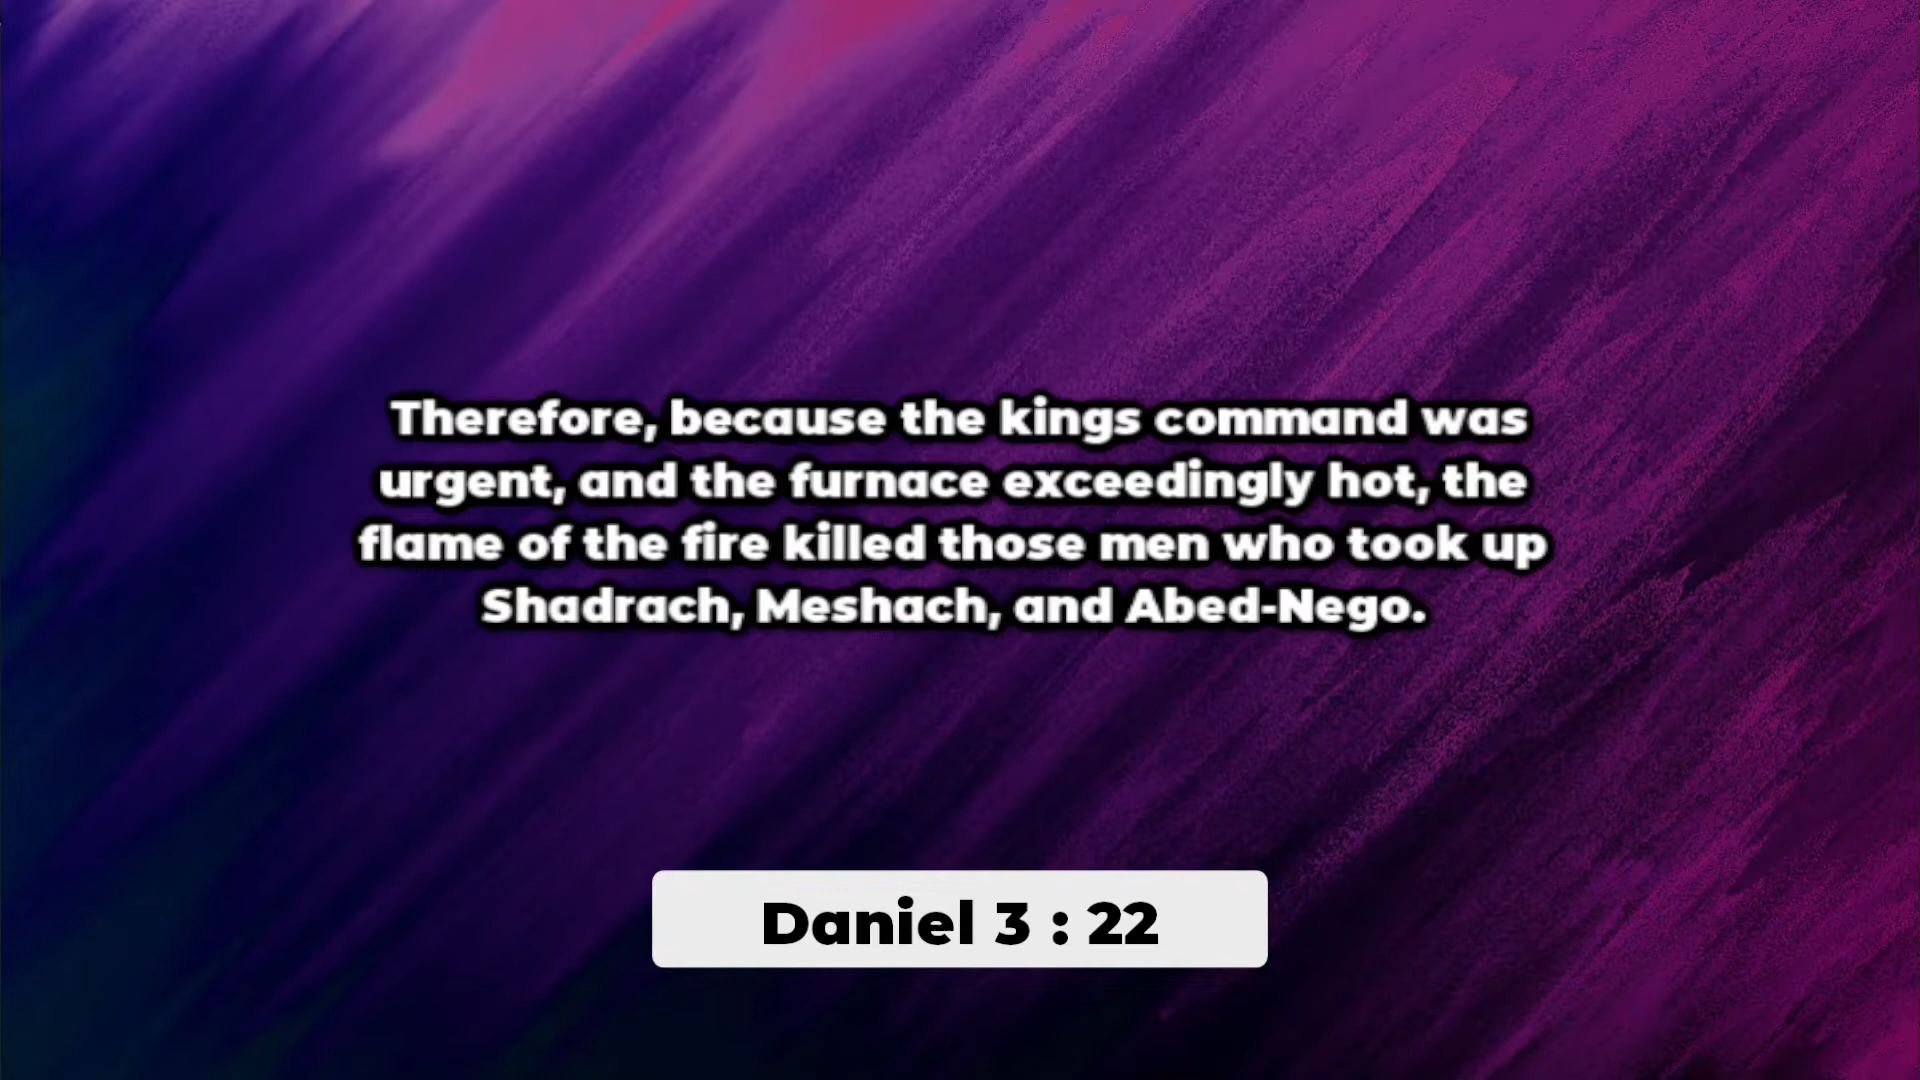 Therefore, because the kings command was
urgent, and the furnace exceedingly hot, the
flame of the fire killed those men who took up
Shadrach, Meshach, and Abed-Nego.
Daniel 3 : 22